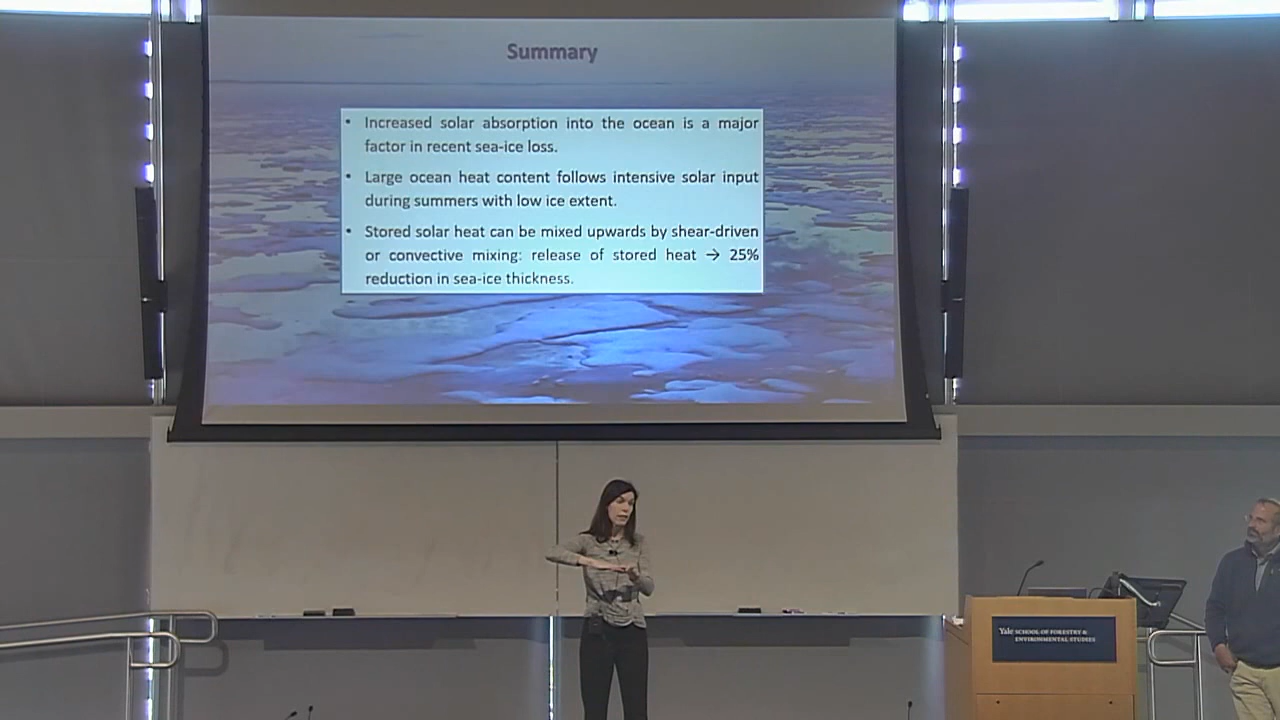 Summary
• Increased solar absorption into the ocean is a major
factor in recent sea-ice loss.
• Large ocean heat content follows intensive solar input
during summers with low ice extent.
• Stored solar heat can be mixed upwards by shear-driven
or convective mixing: release of stored heat → 25%
reduction in sea-ice thickness.
Yale SCHOOL OF FORESTRY &
ENVIRONMENTAL STUDIES